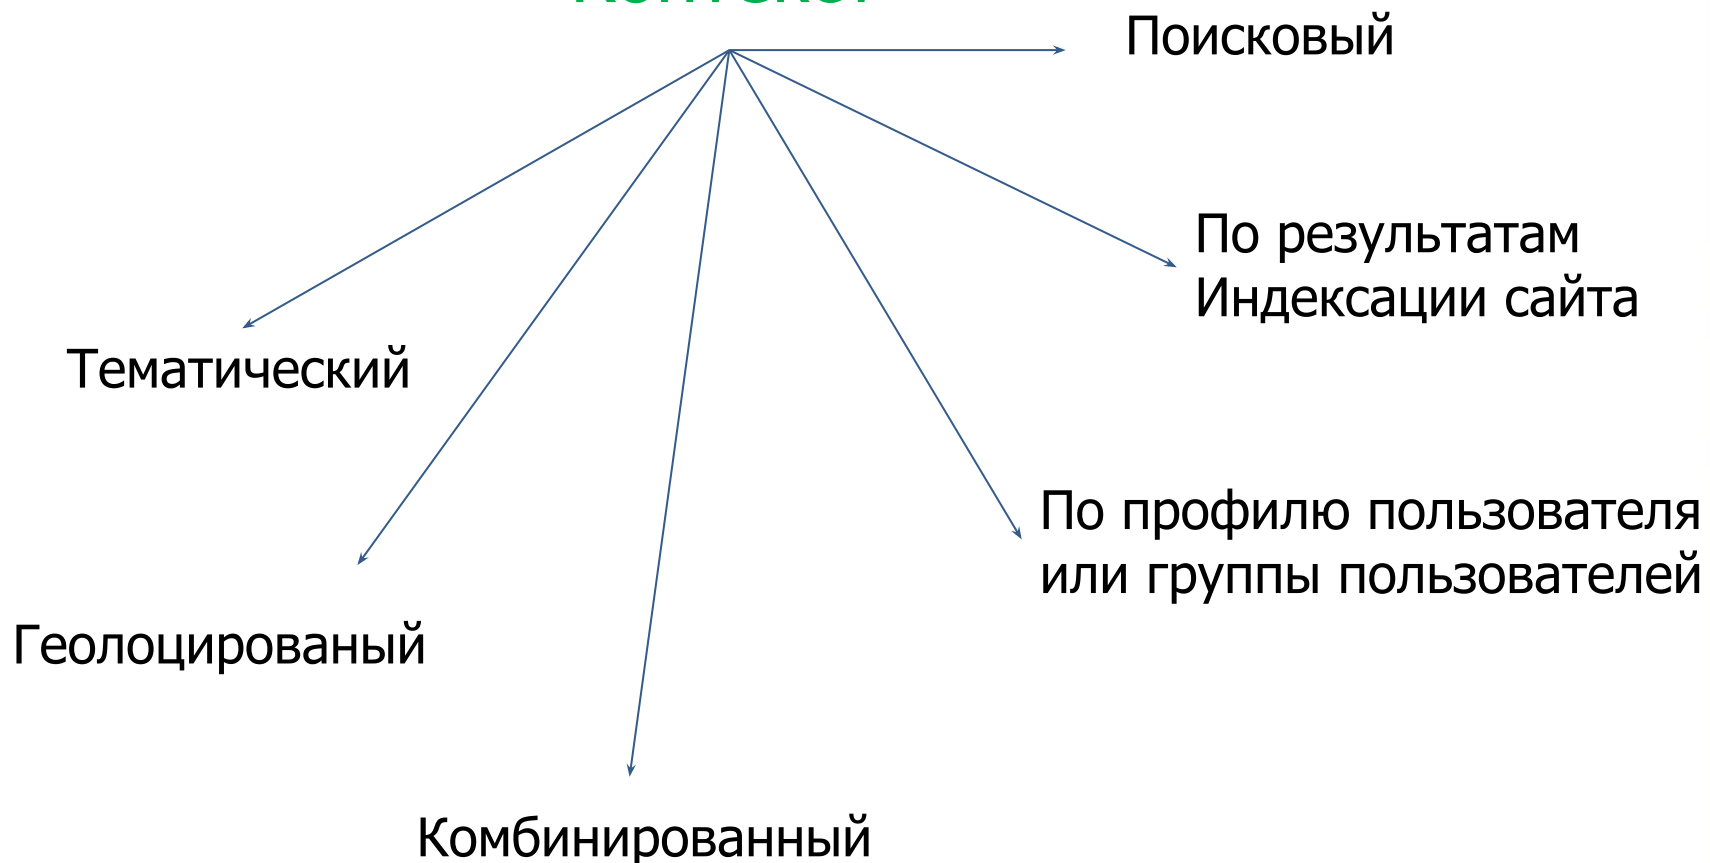 Поисковый
По результатам
Индексации сайта
Тематический
По профилю пользователя
или группы пользователей
Геолоцированый
Комбинированный